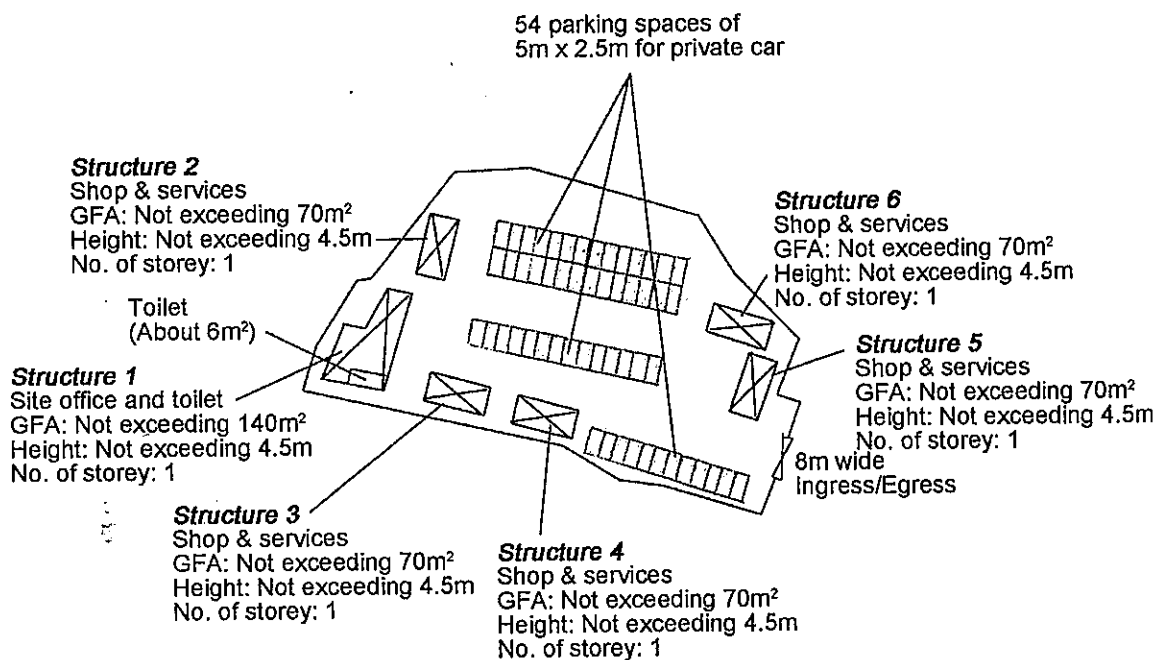 54 parking spaces of
5m x 2.5m for private car
Structure 2
Shop & services
GFA: Not exceeding 70m²
Height: Not exceeding 4.5m
No. of storey: 1
Structure 6
Shop & services
GFA: Not exceeding 70m²
Height: Not exceeding 4.5m
No. of storey: 1
Toilet
(About 6m²)
Structure 1
Site office and toilet
GFA: Not exceeding 140m²
Height: Not exceeding 4.5m
No. of storey: 1
Structure 5
Shop & services
GFA: Not exceeding 70m²
Height: Not exceeding 4.5m
No. of storey: 1
8m wide
Ingress/Egress
Structure 3
Shop & services
GFA: Not exceeding 70m²
Height: Not exceeding 4.5m
No. of storey: 1
Structure 4
Shop & services
GFA: Not exceeding 70m²
Height: Not exceeding 4.5m
No. of storey: 1